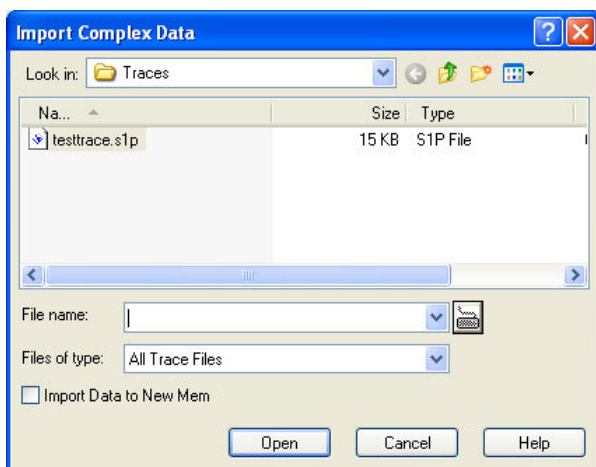 Import Complex Data
Look in: Traces
Na... Size Type
testtrace.s1p 15 KB S1P File
File name:
Files of type: All Trace Files
Import Data to New Mem
Open Cancel Help